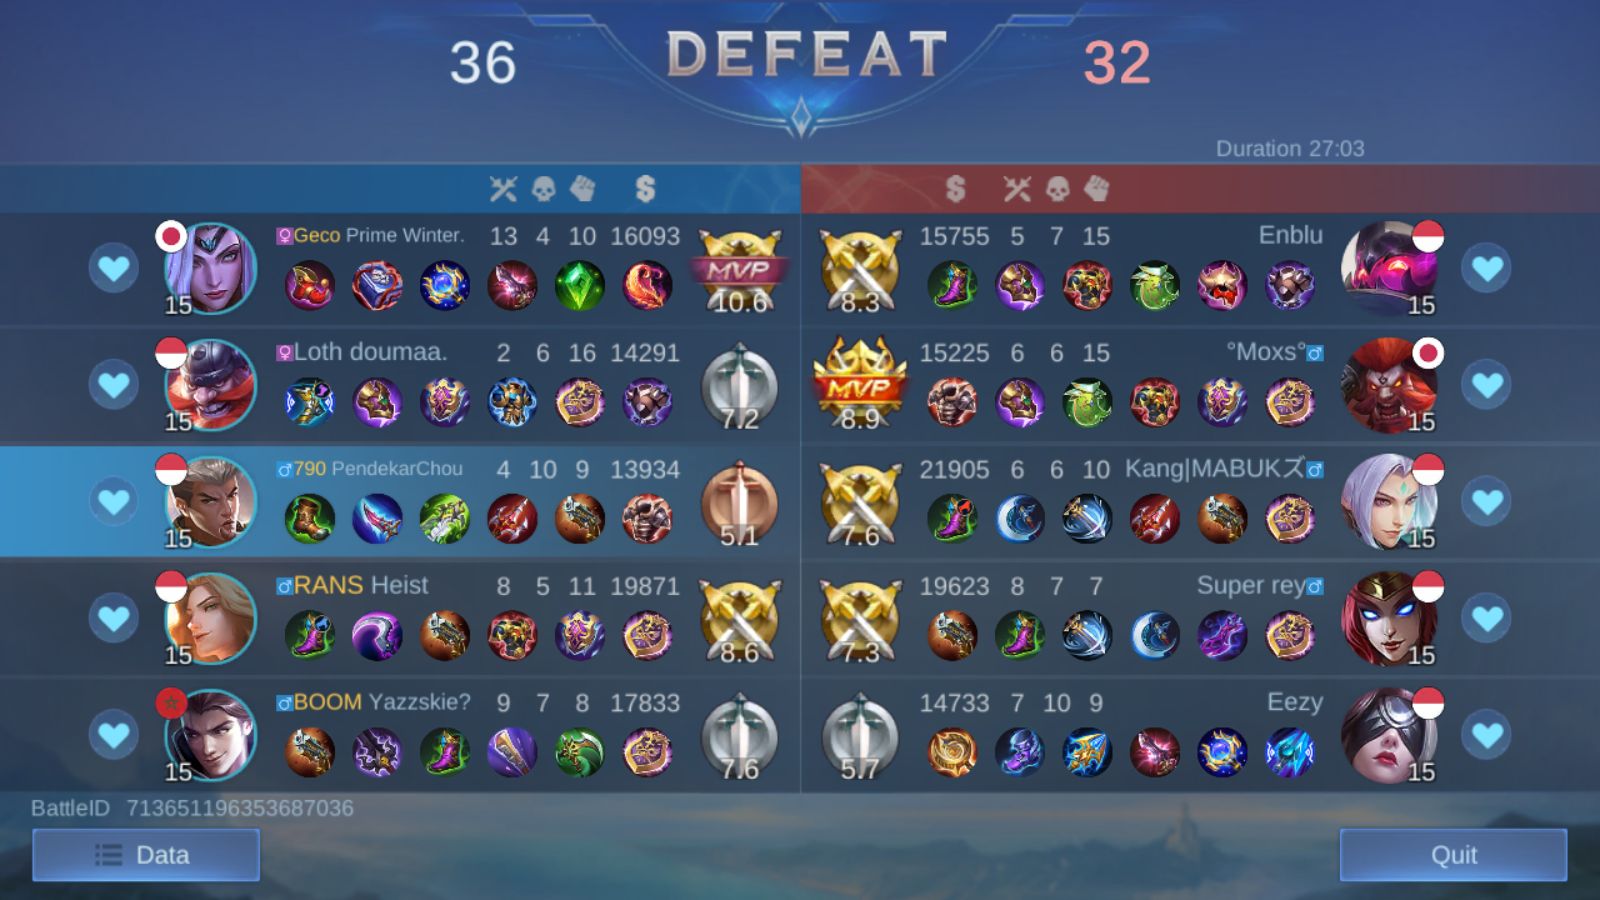 36 DEFEAT 32
Duration 27:03
Geco Prime Winter. 13 4 10 16093 MVP 10.6
15
8.3 15755 5 7 15 Enblu
15
Loth doumaa. 2 6 16 14291 7.2
15
MVP 8.9 15225 6 6 15 °Moxs°
15
790 PendekarChou 4 10 9 13934 5.1
15
7.6 21905 6 6 10 Kang|MABUKズ
15
RANS Heist 8 5 11 19871 8.6
15
7.3 19623 8 7 7 Super rey
15
BOOM Yazzskie? 9 7 8 17833 7.6
15
5.7 14733 7 10 9 Eezy
15
BattleID 713651196353687036
Data
Quit